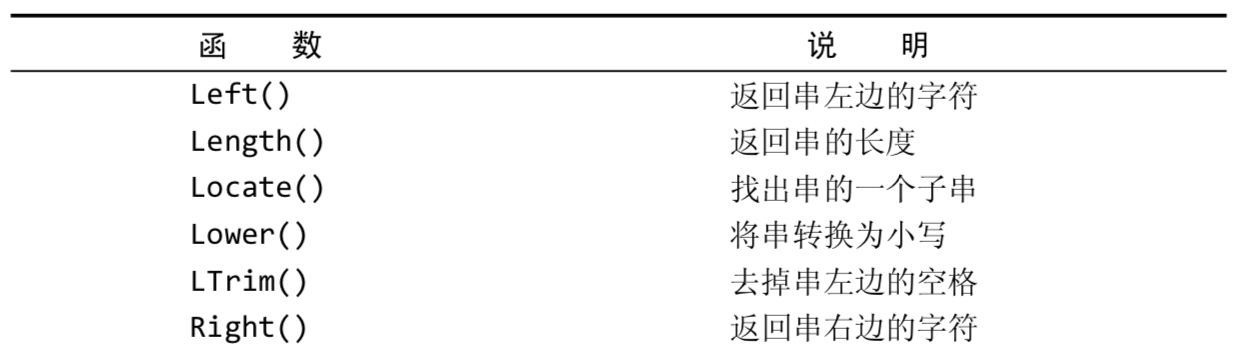 函 数 说 明
Left() 返回串左边的字符
Length() 返回串的长度
Locate() 找出串的一个子串
Lower() 将串转换为小写
LTrim() 去掉串左边的空格
Right() 返回串右边的字符